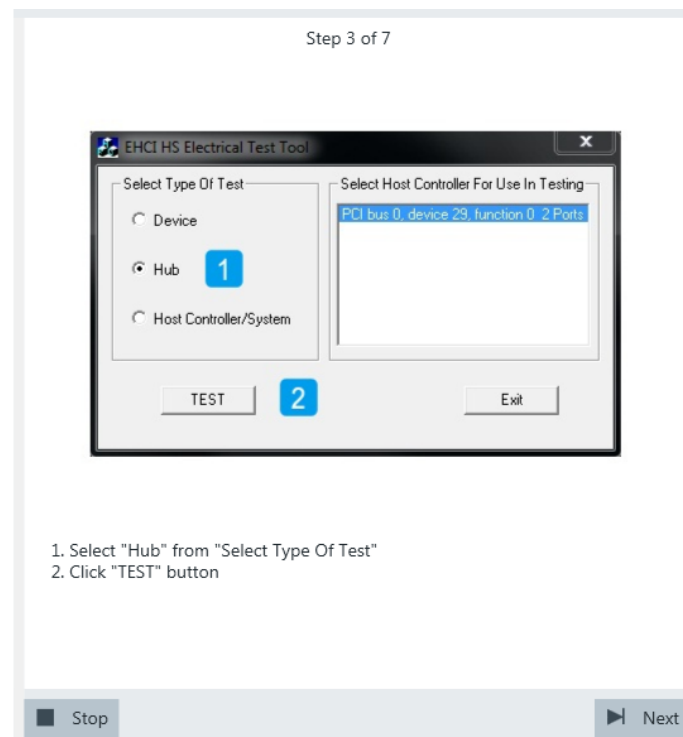 Step 3 of 7
EHCI HS Electrical Test Tool
x
Select Type Of Test
Select Host Controller For Use In Testing
Device
PCI bus 0, device 29, function 0 2 Ports
Hub
1
Host Controller/System
TEST
2
Exit
1. Select "Hub" from "Select Type Of Test"
2. Click "TEST" button
Stop
Next